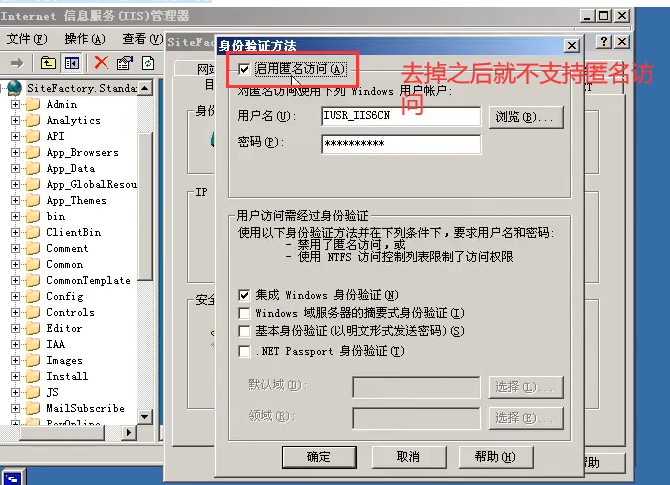 Internet 信息服务(IIS)管理器
文件(F) 操作(A) 查看(V)
SiteFactory.Standa
Admin
Analytics
API
App_Browsers
App_Data
App_GlobalResou
App_Themes
bin
ClientBin
Comment
Common
CommonTemplate
Config
Controls
Editor
IAA
Images
Install
JS
MailSubscribe
SiteFac
网站
目
身份
IP
安全
身份验证方法
启用匿名访问(A)
去掉之后就不支持匿名访
问
对匿名访问使用下列 Windows 用户帐户:
用户名(U): IUSR_IIS6CN 浏览(B)...
密码(P): **********
用户访问需经过身份验证
使用以下身份验证方法并在下列条件下，要求用户名和密码:
- 禁用了匿名访问，或
- 使用 NTFS 访问控制列表限制了访问权限
集成 Windows 身份验证(N)
Windows 域服务器的摘要式身份验证(I)
基本身份验证(以明文形式发送密码)(S)
.NET Passport 身份验证(T)
默认域(D): 选择(L)...
领域(R): 选择(E)...
确定 取消 帮助(H)
帮助